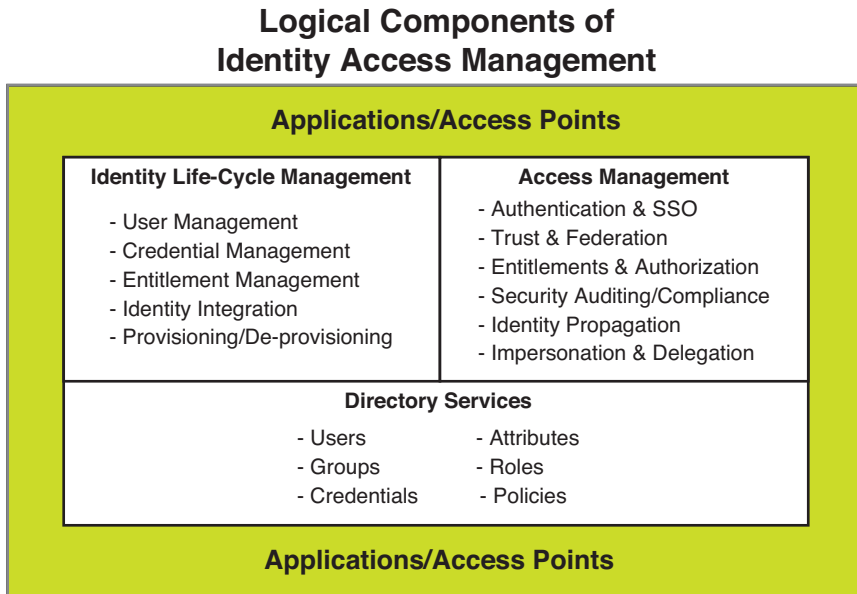 Logical Components of
Identity Access Management
Applications/Access Points
Identity Life-Cycle Management
- User Management
- Credential Management
- Entitlement Management
- Identity Integration
- Provisioning/De-provisioning
Access Management
- Authentication & SSO
- Trust & Federation
- Entitlements & Authorization
- Security Auditing/Compliance
- Identity Propagation
- Impersonation & Delegation
Directory Services
- Users
- Groups
- Credentials
- Attributes
- Roles
- Policies
Applications/Access Points